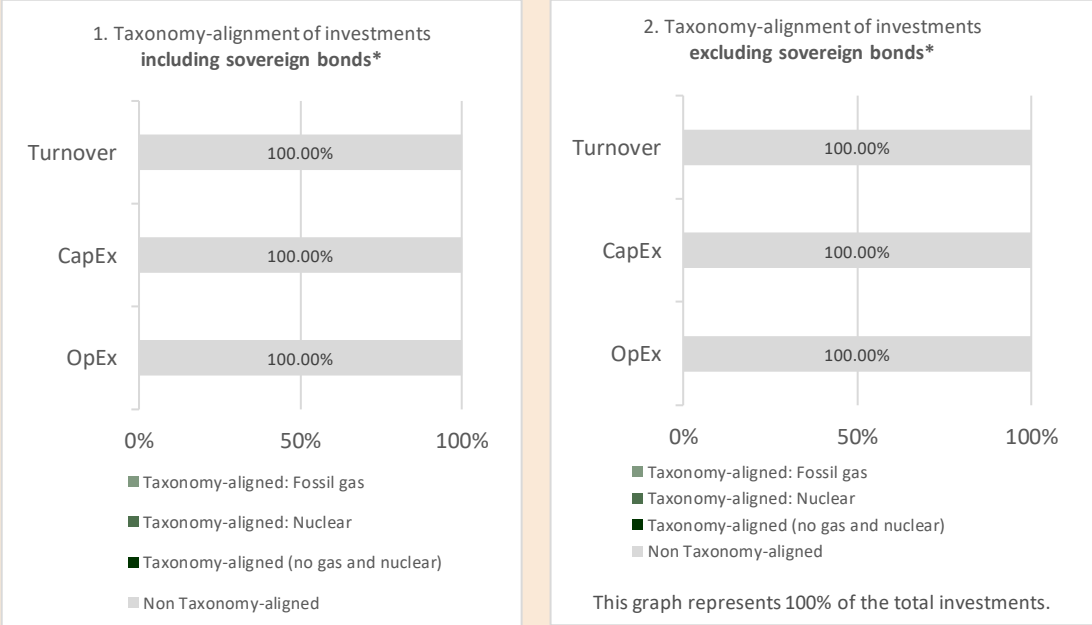 1. Taxonomy-alignment of investments
including sovereign bonds*
Turnover
100.00%
CapEx
100.00%
OpEx
100.00%
0% 50% 100%
Taxonomy-aligned: Fossil gas
Taxonomy-aligned: Nuclear
Taxonomy-aligned (no gas and nuclear)
Non Taxonomy-aligned
2. Taxonomy-alignment of investments
excluding sovereign bonds*
Turnover
100.00%
CapEx
100.00%
OpEx
100.00%
0% 50% 100%
Taxonomy-aligned: Fossil gas
Taxonomy-aligned: Nuclear
Taxonomy-aligned (no gas and nuclear)
Non Taxonomy-aligned
This graph represents 100% of the total investments.